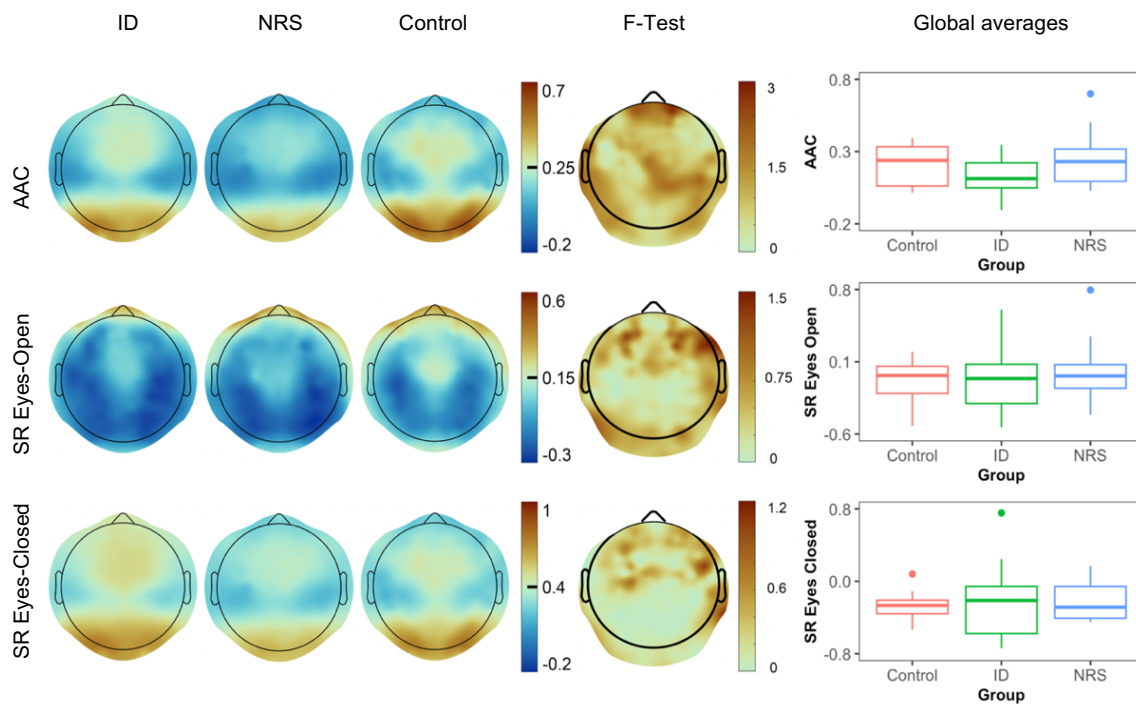 ID NRS Control F-Test Global averages
AAC
0.7
0.25
-0.2
3
1.5
0
AAC
0.8
0.3
-0.2
Control ID NRS
Group
SR Eyes-Open
0.6
0.15
-0.3
1.5
0.75
0
SR Eyes Open
0.8
0.1
-0.6
Control ID NRS
Group
SR Eyes-Closed
1
0.4
-0.2
1.2
0.6
0
SR Eyes Closed
0.8
0.0
-0.8
Control ID NRS
Group